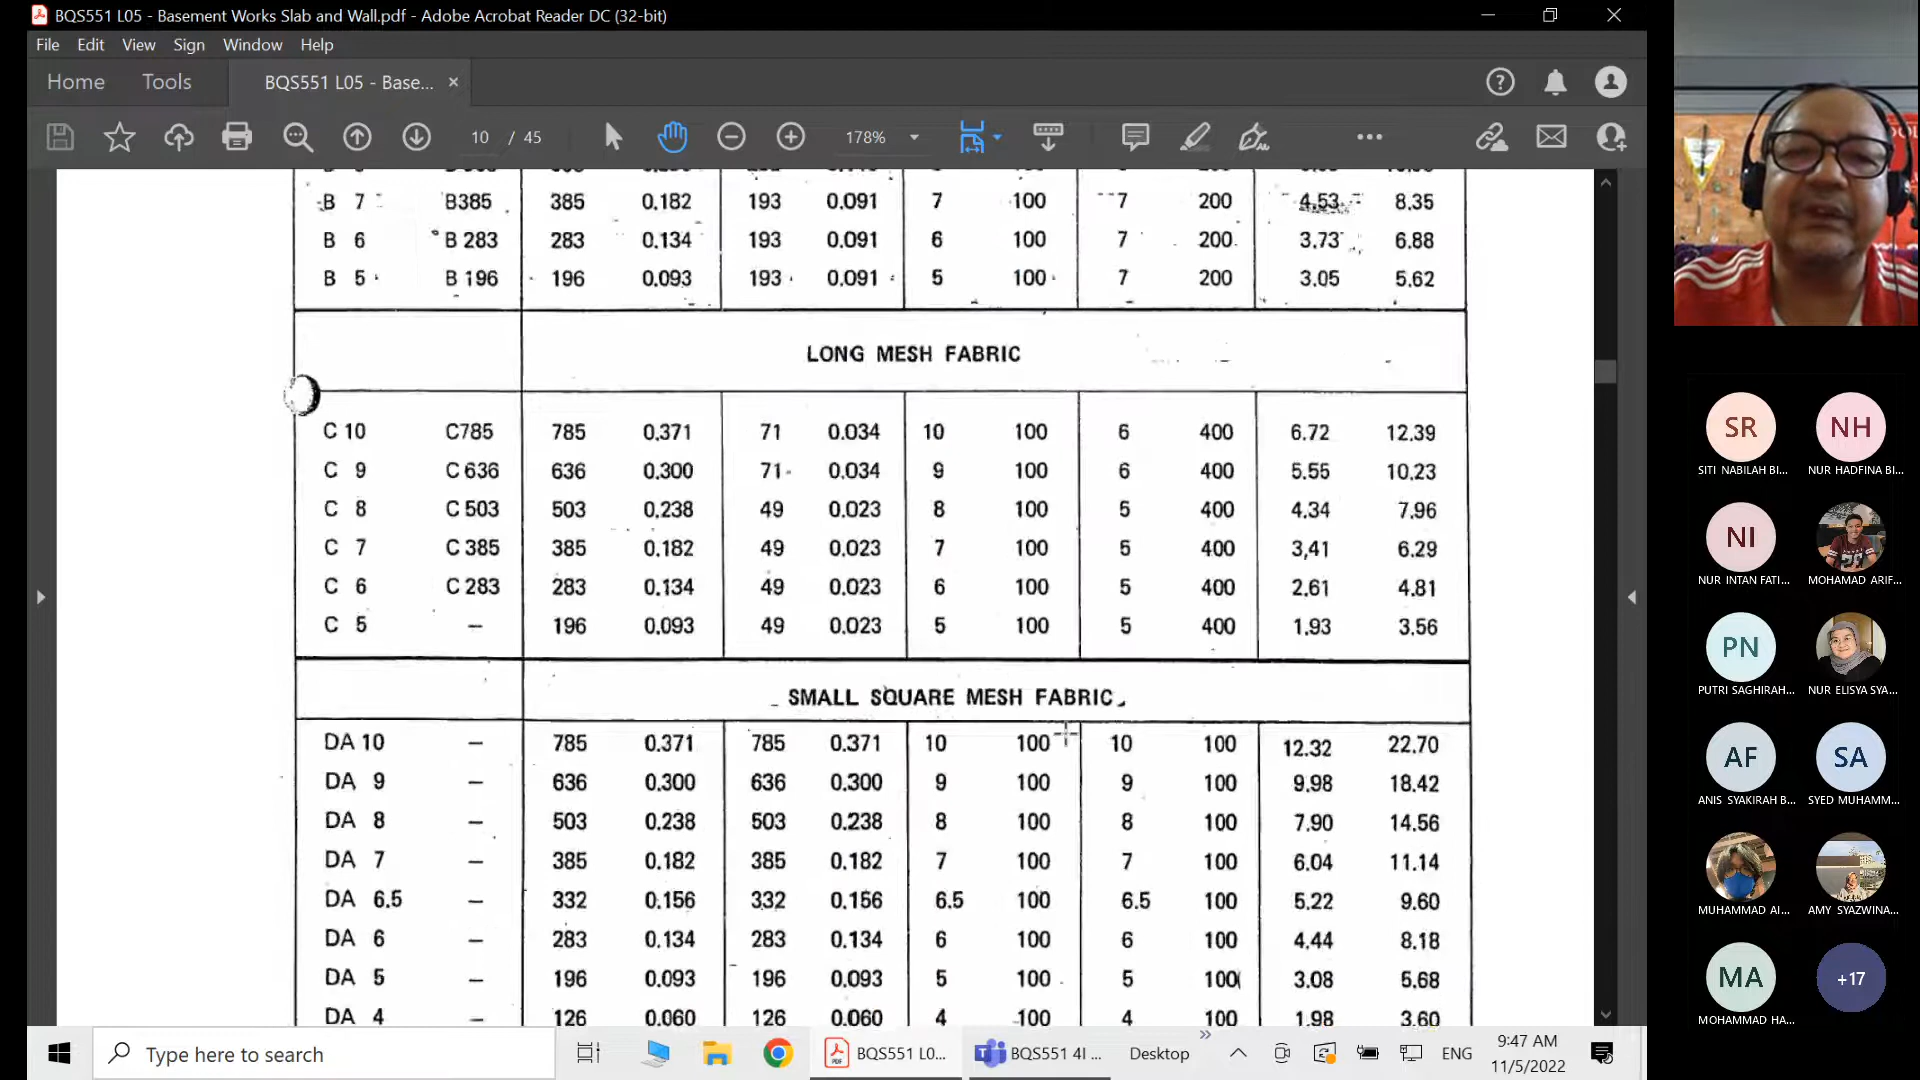 BQS551 L05 - Basement Works Slab and Wall.pdf - Adobe Acrobat Reader DC (32-bit)
File Edit View Sign Window Help
Home Tools BQS551 L05 - Base...
10 / 45 178%
B 7 B385 385 0.182 193 0.091 7 100 7 200 4.53 8.35
B 6 B 283 283 0.134 193 0.091 6 100 7 200 3.73 6.88
B 5 B 196 196 0.093 193 0.091 5 100 7 200 3.05 5.62
LONG MESH FABRIC
C 10 C785 785 0.371 71 0.034 10 100 6 400 6.72 12.39
C 9 C 636 636 0.300 71 0.034 9 100 6 400 5.55 10.23
C 8 C 503 503 0.238 49 0.023 8 100 5 400 4.34 7.96
C 7 C 385 385 0.182 49 0.023 7 100 5 400 3,41 6.29
C 6 C 283 283 0.134 49 0.023 6 100 5 400 2.61 4.81
C 5 – 196 0.093 49 0.023 5 100 5 400 1.93 3.56
SMALL SQUARE MESH FABRIC
DA 10 – 785 0.371 785 0.371 10 100 10 100 12.32 22.70
DA 9 – 636 0.300 636 0.300 9 100 9 100 9.98 18.42
DA 8 – 503 0.238 503 0.238 8 100 8 100 7.90 14.56
DA 7 – 385 0.182 385 0.182 7 100 7 100 6.04 11.14
DA 6.5 – 332 0.156 332 0.156 6.5 100 6.5 100 5.22 9.60
DA 6 – 283 0.134 283 0.134 6 100 6 100 4.44 8.18
DA 5 – 196 0.093 196 0.093 5 100 5 100 3.08 5.68
DA 4 – 126 0.060 126 0.060 4 100 4 100 1.98 3.60
SR NH
SITI NABILAH BI... NUR HADFINA BI...
NI
NUR INTAN FATI... MOHAMAD ARIF...
PN
PUTRI SAGHIRAH... NUR ELISYA SYA...
AF SA
ANIS SYAKIRAH B... SYED MUHAMM...
MUHAMMAD AI... AMY SYAZWINA...
MA +17
MOHAMMAD HA...
Type here to search BQS551 L0... BQS551 4I ... Desktop ENG 9:47 AM
11/5/2022